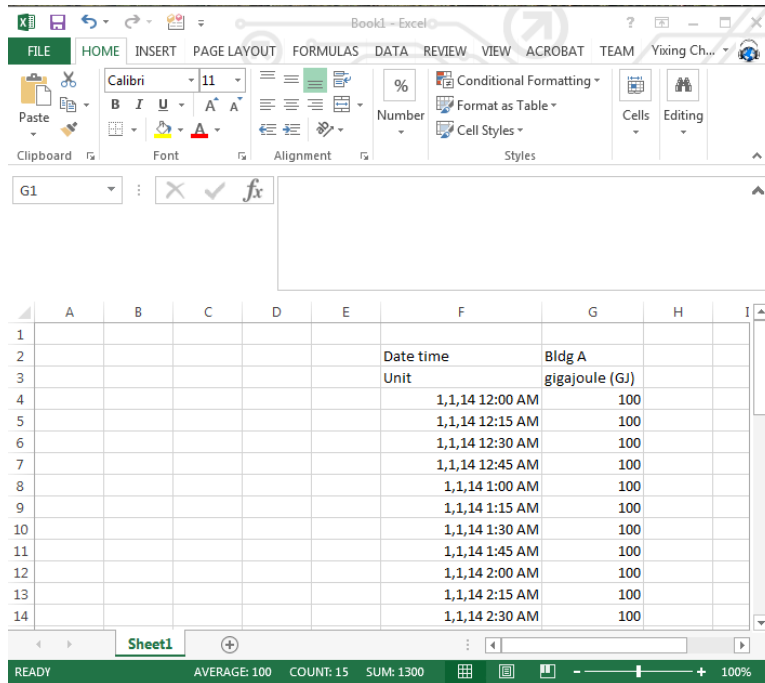 Book1 - Excel
FILE HOME INSERT PAGE LAYOUT FORMULAS DATA REVIEW VIEW ACROBAT TEAM Yixing Ch...
Calibri 11
Paste
B I U A A
A
Number
%
Conditional Formatting
Format as Table
Cell Styles
Cells
Editing
Clipboard Font Alignment Styles
G1 fx
A B C D E F G H I
1
2 Date time Bldg A
3 Unit gigajoule (GJ)
4 1,1,14 12:00 AM 100
5 1,1,14 12:15 AM 100
6 1,1,14 12:30 AM 100
7 1,1,14 12:45 AM 100
8 1,1,14 1:00 AM 100
9 1,1,14 1:15 AM 100
10 1,1,14 1:30 AM 100
11 1,1,14 1:45 AM 100
12 1,1,14 2:00 AM 100
13 1,1,14 2:15 AM 100
14 1,1,14 2:30 AM 100
Sheet1
READY AVERAGE: 100 COUNT: 15 SUM: 1300 100%